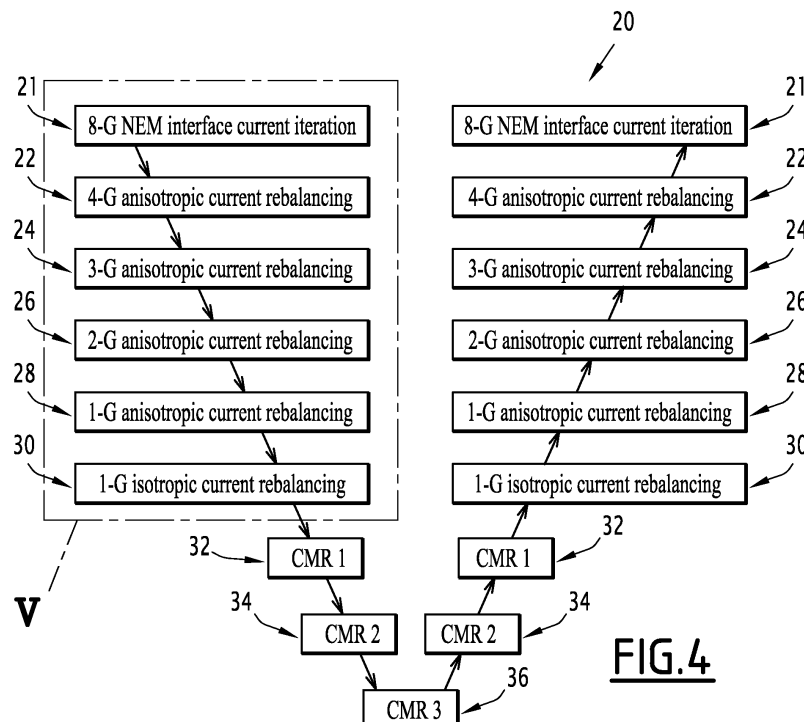 20
21
8-G NEM interface current iteration
8-G NEM interface current iteration
21
22
4-G anisotropic current rebalancing
4-G anisotropic current rebalancing
22
24
3-G anisotropic current rebalancing
3-G anisotropic current rebalancing
24
26
2-G anisotropic current rebalancing
2-G anisotropic current rebalancing
26
28
1-G anisotropic current rebalancing
1-G anisotropic current rebalancing
28
30
1-G isotropic current rebalancing
1-G isotropic current rebalancing
30
32
CMR 1
CMR 1
32
V
34
CMR 2
CMR 2
34
CMR 3
36
FIG.4